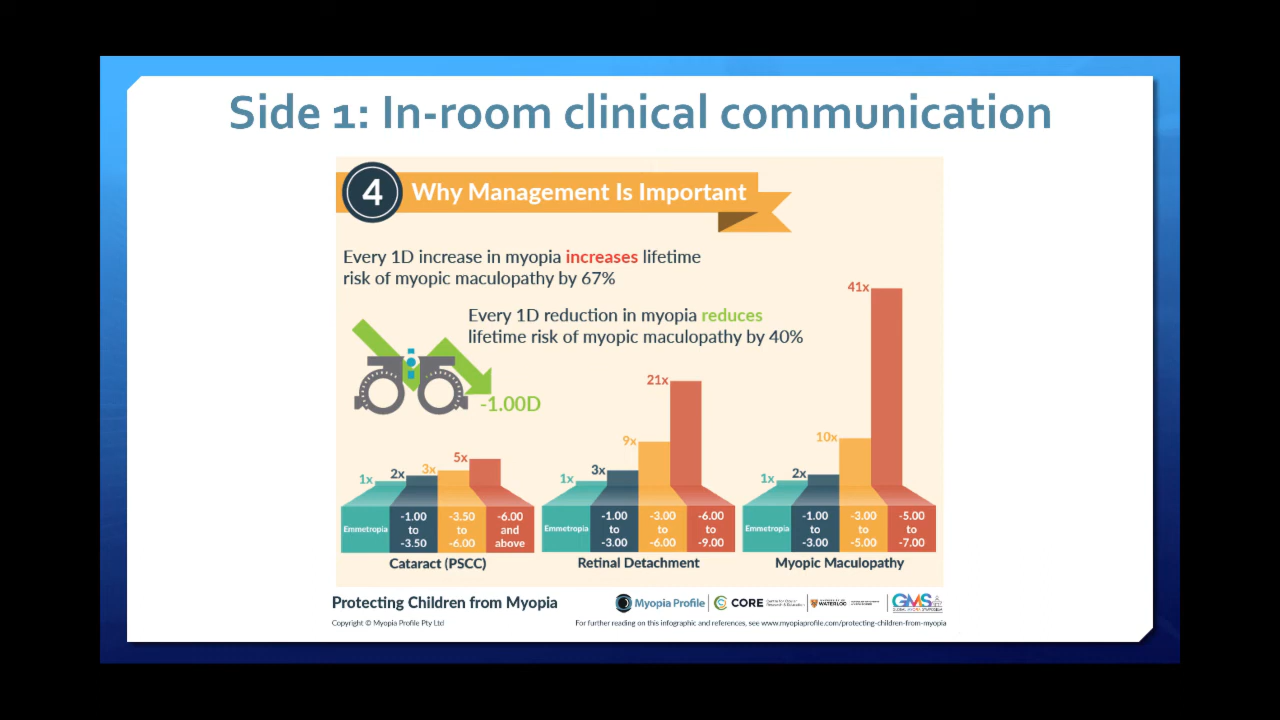 Side 1: In-room clinical communication
4 Why Management Is Important
Every 1D increase in myopia increases lifetime
risk of myopic maculopathy by 67%
Every 1D reduction in myopia reduces
lifetime risk of myopic maculopathy by 40%
-1.00D
1x 2x 3x 5x
Emmetropia
-1.00 to -3.50
-3.50 to -6.00
-6.00 and above
Cataract (PSCC)
1x 3x 9x 21x
Emmetropia
-1.00 to -3.00
-3.00 to -6.00
-6.00 to -9.00
Retinal Detachment
1x 2x 10x 41x
Emmetropia
-1.00 to -3.00
-3.00 to -5.00
-5.00 to -7.00
Myopic Maculopathy
Protecting Children from Myopia
Myopia Profile
CORE
WATERLOO
GMS
Copyright © Myopia Profile Pty Ltd
For further reading on this infographic and references, see www.myopiaprofile.com/protecting-children-from-myopia